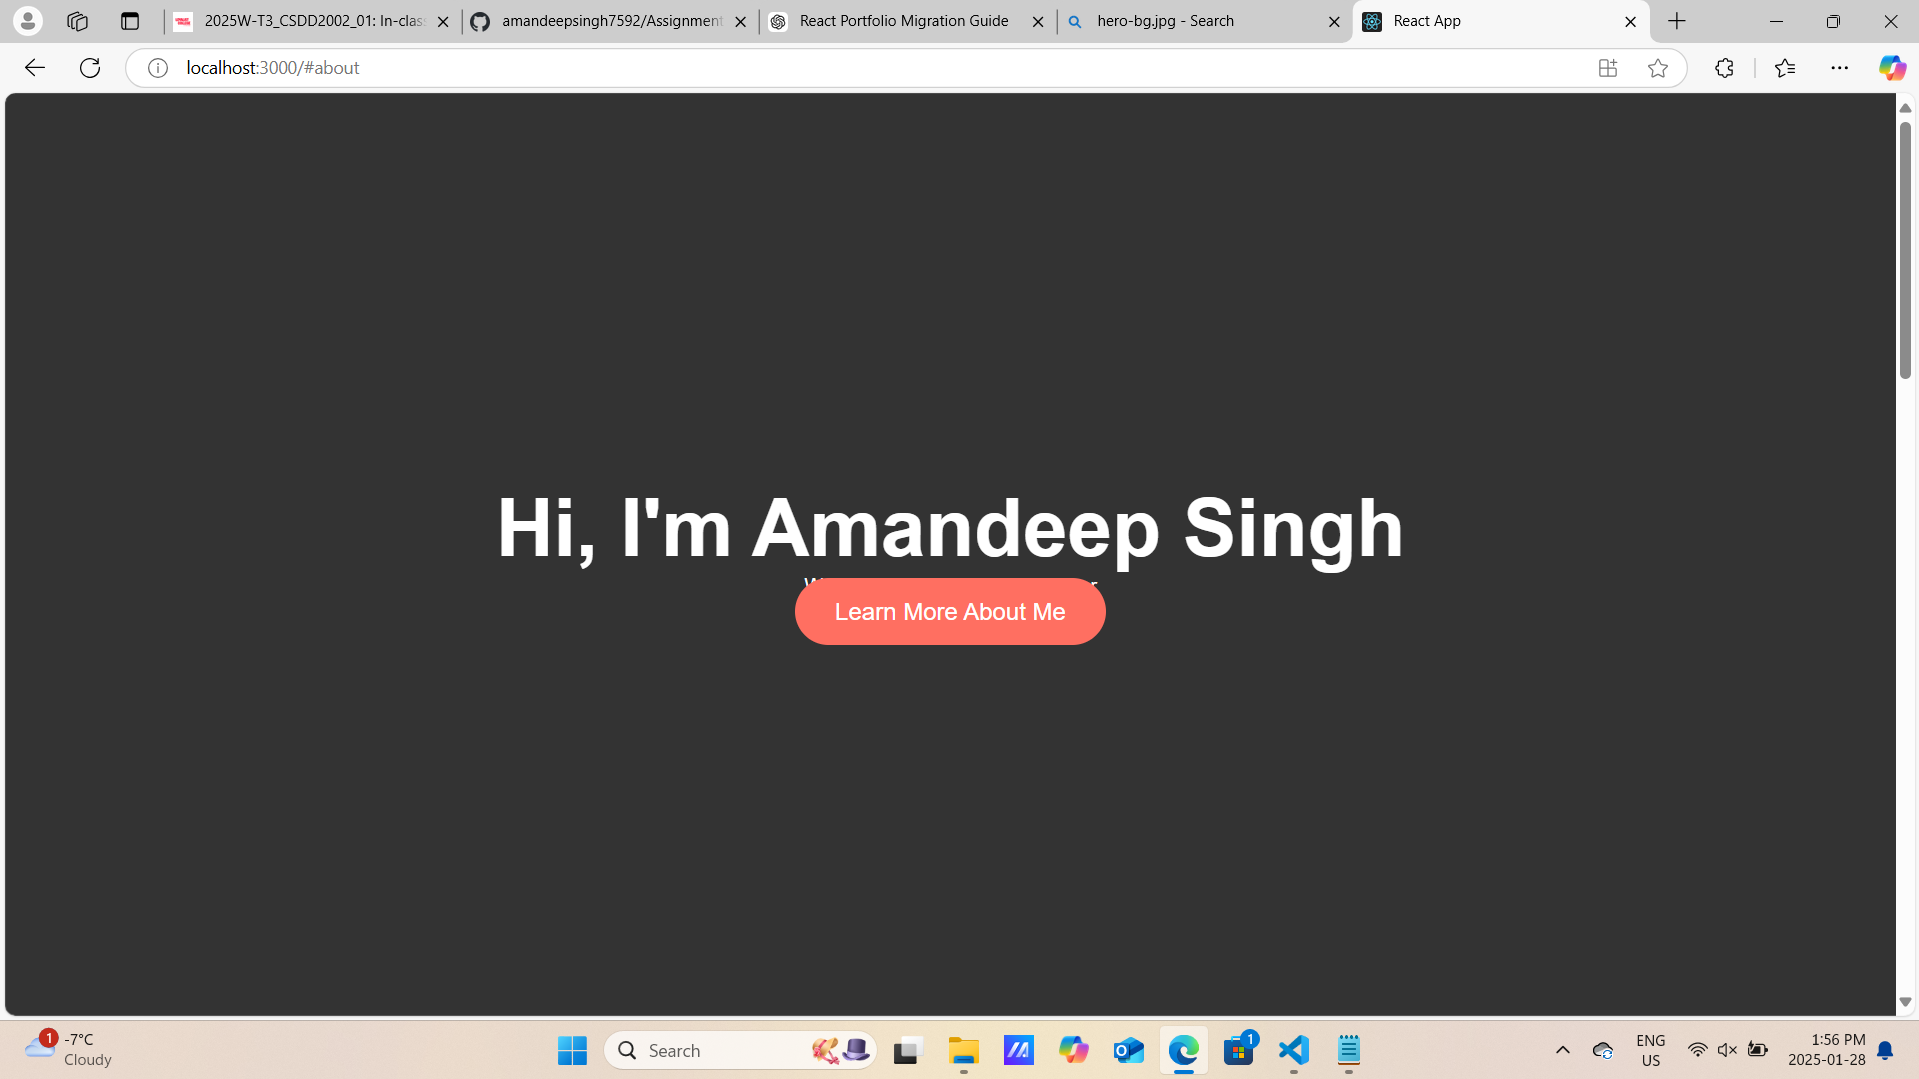 2025W-T3_CSDD2002_01: In-clas
amandeepsingh7592/Assignment
React Portfolio Migration Guide
hero-bg.jpg - Search
React App
localhost:3000/#about
Hi, I'm Amandeep Singh
Learn More About Me
1
-7°C
Cloudy
Search
1
ENG
US
1:56 PM
2025-01-28